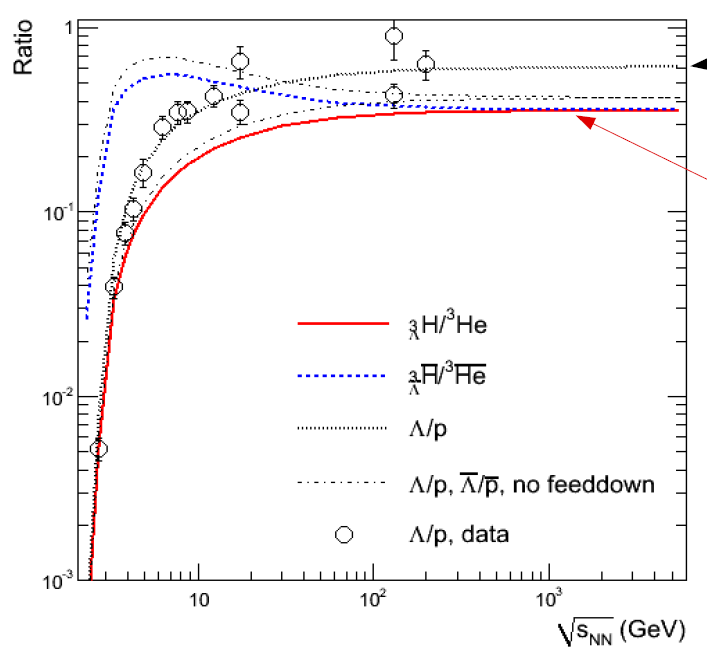 Ratio
1
10⁻¹
10⁻²
10⁻³
³ΛH/³He
³Λ̅H̅/³H̅e̅
Λ/p
Λ/p, Λ̅/p̅, no feeddown
Λ/p, data
10
10²
10³
√sNN (GeV)